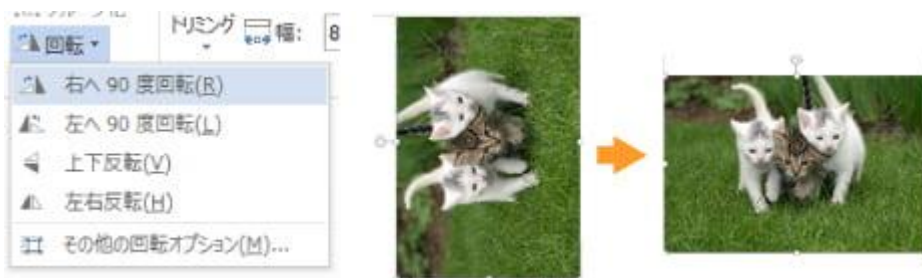 回転
トリミング 幅: 8
右へ 90 度回転(R)
左へ 90 度回転(L)
上下反転(V)
左右反転(H)
その他の回転オプション(M)...